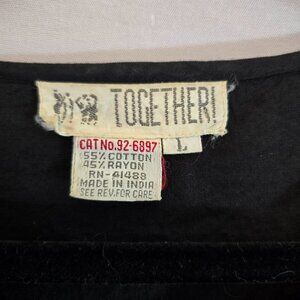 TOGETHER!
L
CAT No. 92-6897
55% COTTON
45% RAYON
RN-41488
MADE IN INDIA
SEE REV. FOR CARE